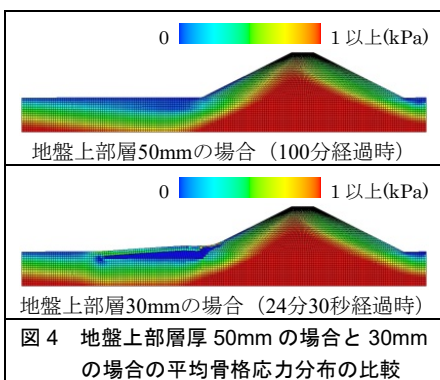 0 1以上(kPa)
地盤上部層50mmの場合（100分経過時）
0 1以上(kPa)
地盤上部層30mmの場合（24分30秒経過時）
図4 地盤上部層厚 50mm の場合と 30mm
の場合の平均骨格応力分布の比較